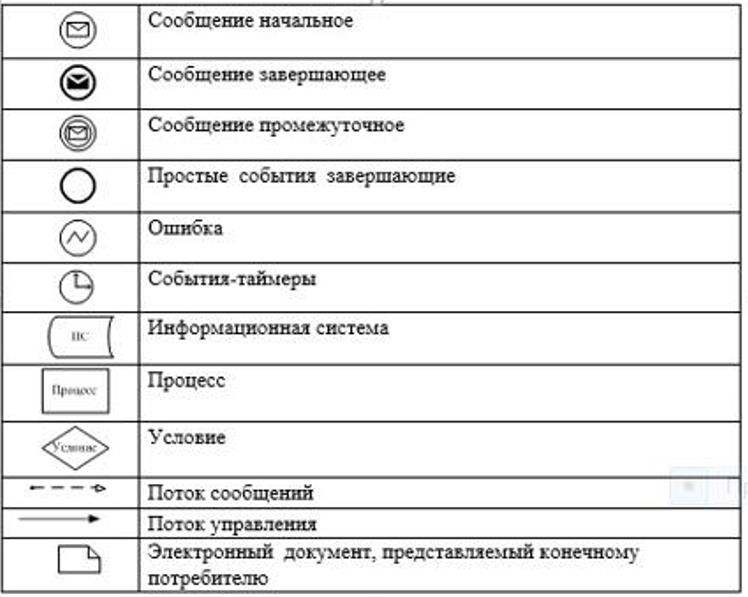 Сообщение начальное
Сообщение завершающее
Сообщение промежуточное
Простые события завершающие
Ошибка
События-таймеры
ИС
Информационная система
Процесс
Процесс
Условие
Условие
Поток сообщений
Поток управления
Электронный документ, представляемый конечному
потребителю